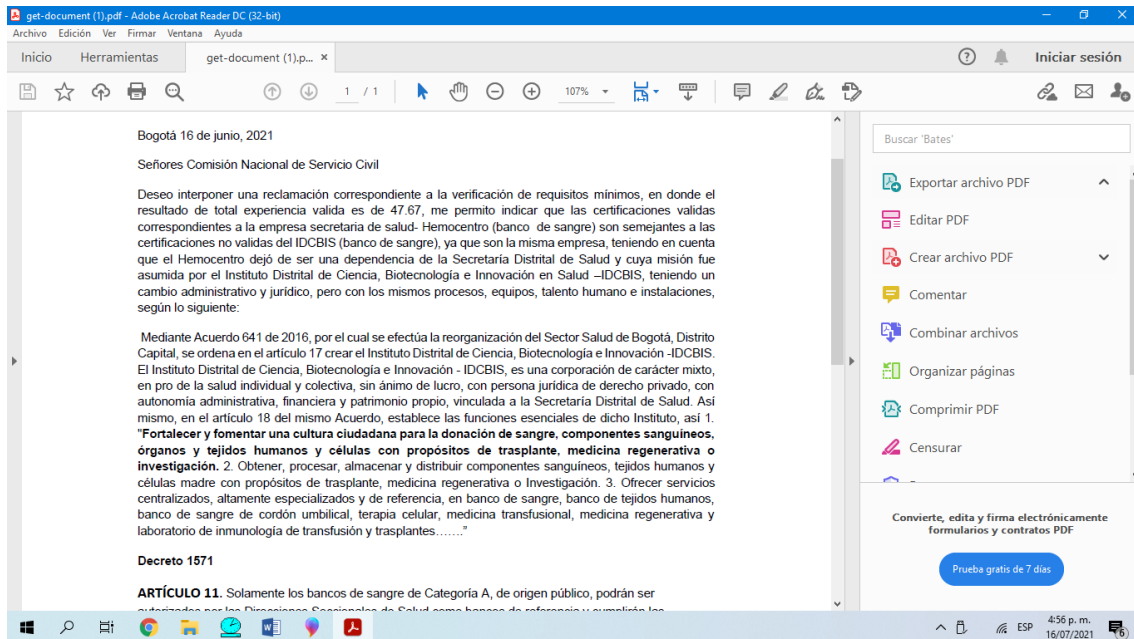 get-document (1).pdf - Adobe Acrobat Reader DC (32-bit)
Archivo Edición Ver Firmar Ventana Ayuda
Inicio Herramientas get-document (1).p... × Iniciar sesión
1 / 1 107%
Bogotá 16 de junio, 2021
Señores Comisión Nacional de Servicio Civil
Deseo interponer una reclamación correspondiente a la verificación de requisitos mínimos, en donde el
resultado de total experiencia valida es de 47.67, me permito indicar que las certificaciones validas
correspondientes a la empresa secretaria de salud- Hemocentro (banco de sangre) son semejantes a las
certificaciones no validas del IDCBIS (banco de sangre), ya que son la misma empresa, teniendo en cuenta
que el Hemocentro dejó de ser una dependencia de la Secretaría Distrital de Salud y cuya misión fue
asumida por el Instituto Distrital de Ciencia, Biotecnología e Innovación en Salud –IDCBIS, teniendo un
cambio administrativo y jurídico, pero con los mismos procesos, equipos, talento humano e instalaciones,
según lo siguiente:
Mediante Acuerdo 641 de 2016, por el cual se efectúa la reorganización del Sector Salud de Bogotá, Distrito
Capital, se ordena en el artículo 17 crear el Instituto Distrital de Ciencia, Biotecnología e Innovación -IDCBIS.
El Instituto Distrital de Ciencia, Biotecnología e Innovación - IDCBIS, es una corporación de carácter mixto,
en pro de la salud individual y colectiva, sin ánimo de lucro, con persona jurídica de derecho privado, con
autonomía administrativa, financiera y patrimonio propio, vinculada a la Secretaría Distrital de Salud. Así
mismo, en el artículo 18 del mismo Acuerdo, establece las funciones esenciales de dicho Instituto, así 1.
"Fortalecer y fomentar una cultura ciudadana para la donación de sangre, componentes sanguíneos,
órganos y tejidos humanos y células con propósitos de trasplante, medicina regenerativa o
investigación. 2. Obtener, procesar, almacenar y distribuir componentes sanguíneos, tejidos humanos y
células madre con propósitos de trasplante, medicina regenerativa o Investigación. 3. Ofrecer servicios
centralizados, altamente especializados y de referencia, en banco de sangre, banco de tejidos humanos,
banco de sangre de cordón umbilical, terapia celular, medicina transfusional, medicina regenerativa y
laboratorio de inmunología de transfusión y trasplantes…….”
Decreto 1571
ARTÍCULO 11. Solamente los bancos de sangre de Categoría A, de origen público, podrán ser
autorizados por las Direcciones Seccionales de Salud como bancos de referencia y cumplirán las
Buscar 'Bates'
Exportar archivo PDF
Editar PDF
Crear archivo PDF
Comentar
Combinar archivos
Organizar páginas
Comprimir PDF
Censurar
Convierte, edita y firma electrónicamente
formularios y contratos PDF
Prueba gratis de 7 días
ESP
4:56 p. m.
16/07/2021
6